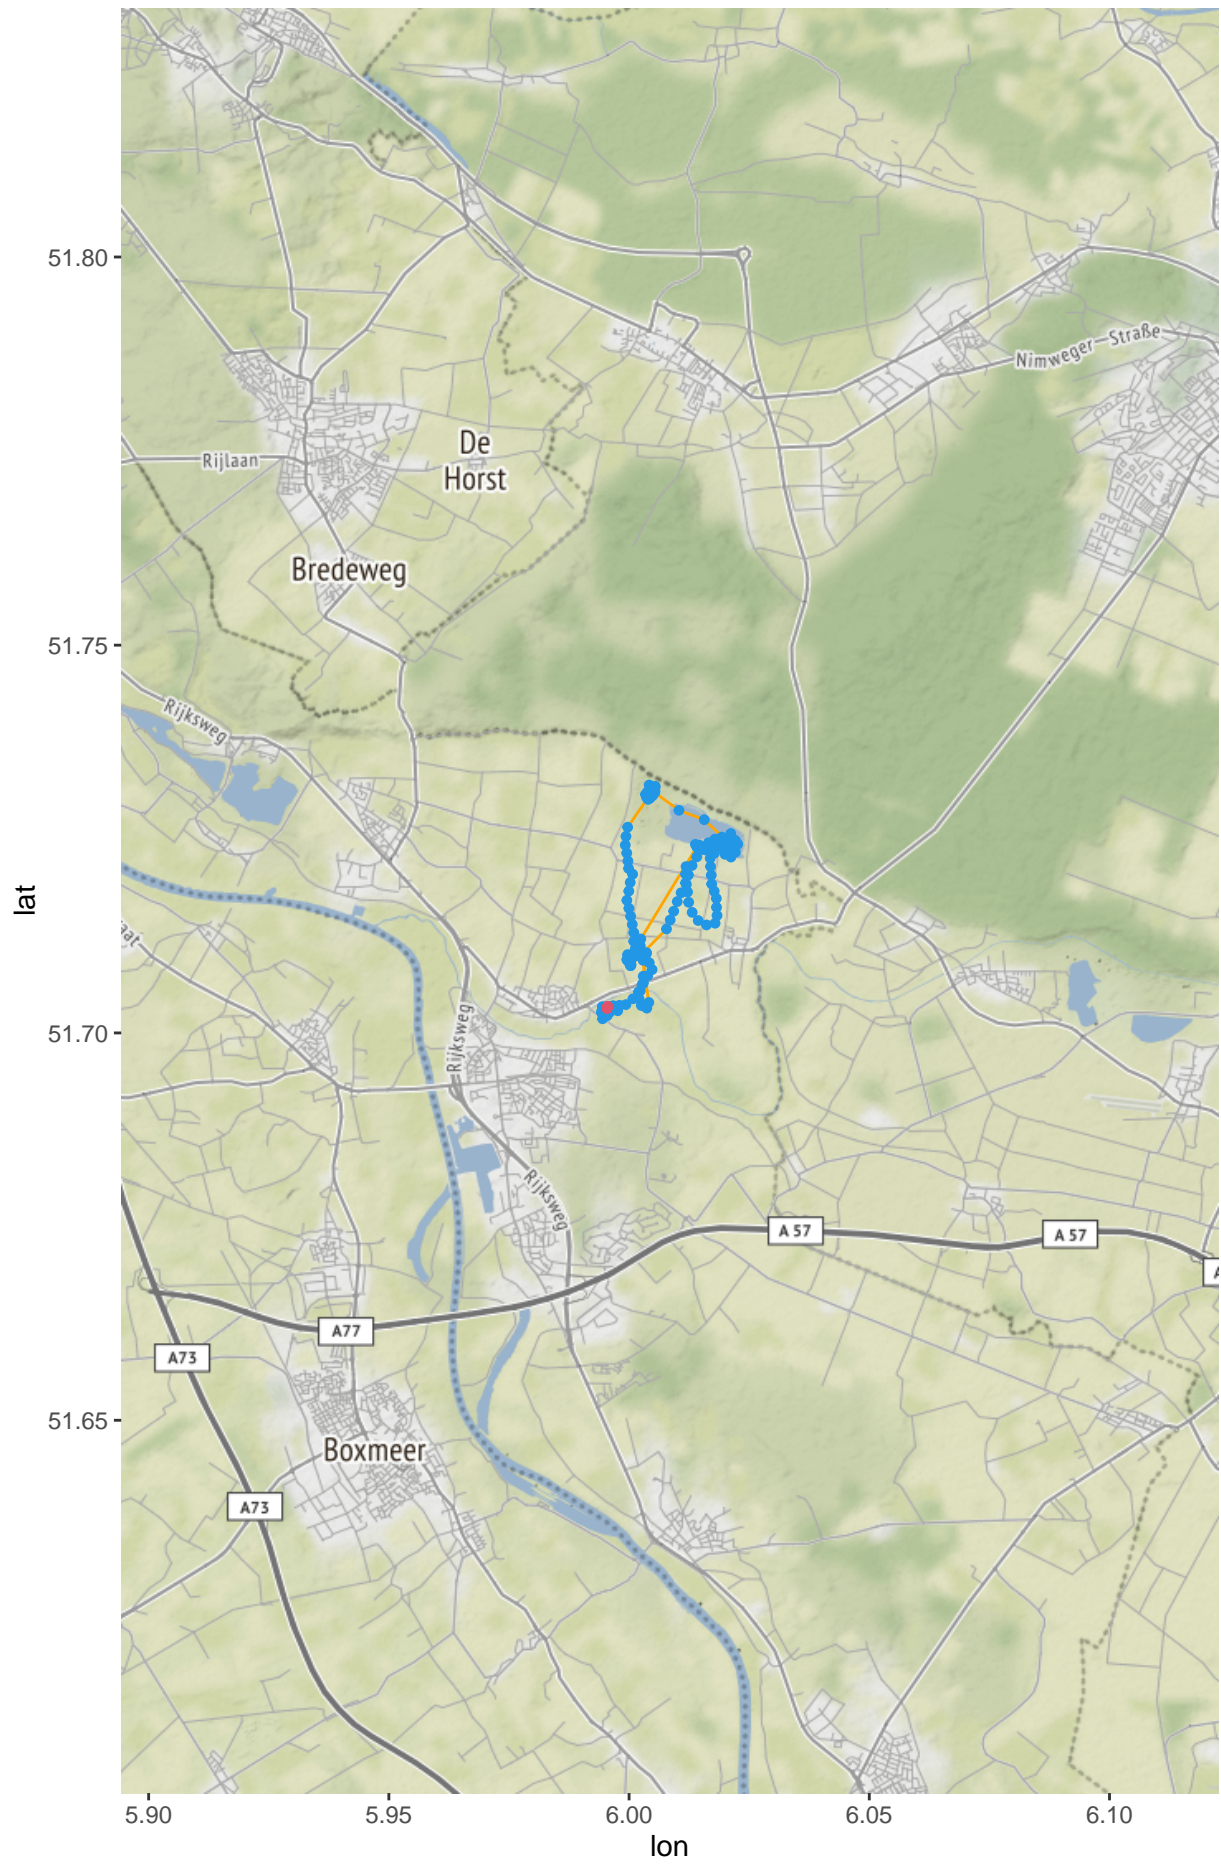 51.80
51.75
51.70
51.65
lat
Nimweger-Straße
De
Horst
Rijlaan
Bredeweg
Rijksweg
aat
Rijksweg
Rijksweg
A 57
A 57
A
A77
A73
Boxmeer
A73
5.90
5.95
6.00
6.05
6.10
lon